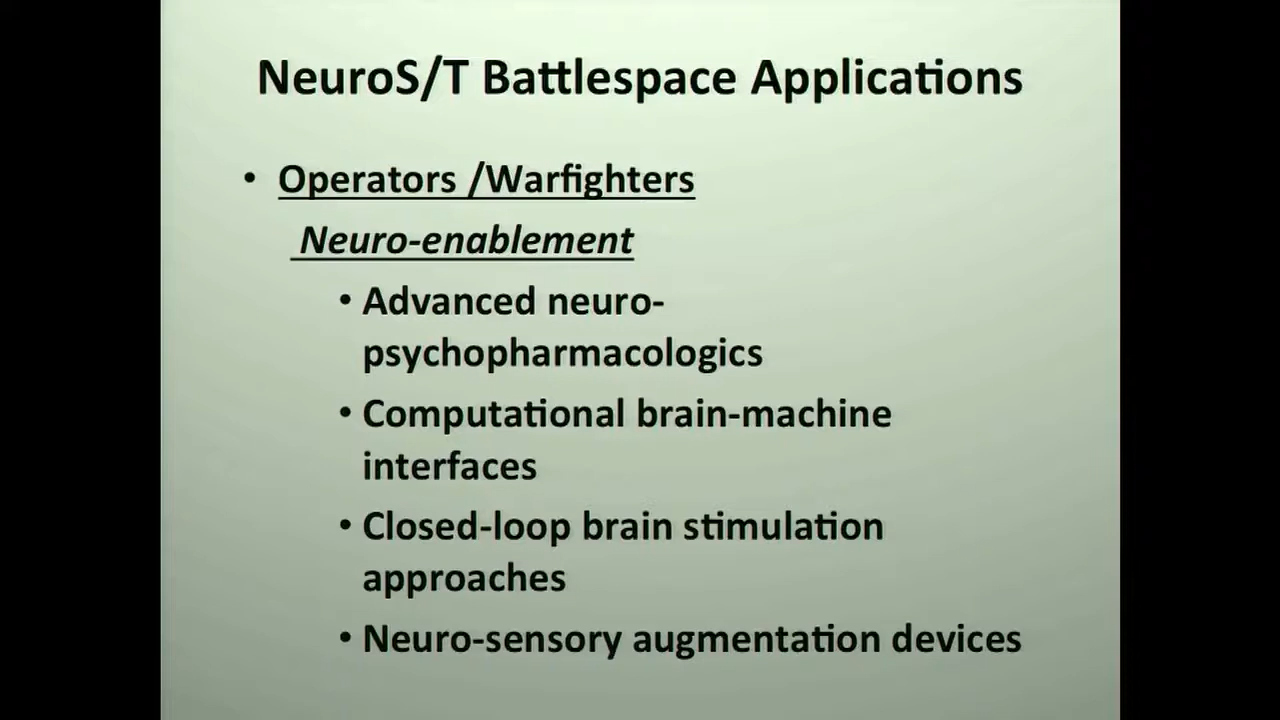 NeuroS/T Battlespace Applications
• Operators /Warfighters
Neuro-enablement
• Advanced neuro-
psychopharmacologics
• Computational brain-machine
interfaces
• Closed-loop brain stimulation
approaches
• Neuro-sensory augmentation devices